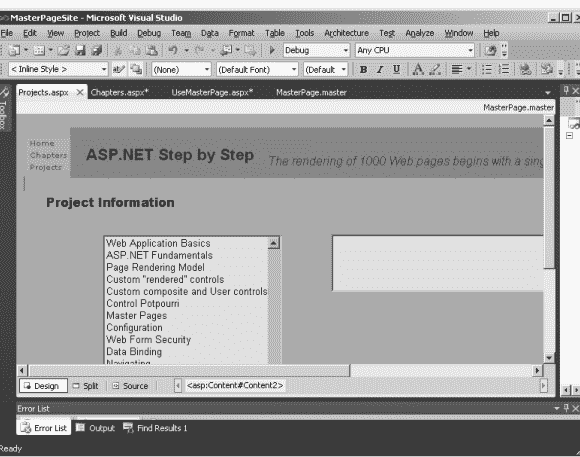 MasterPageSite - Microsoft Visual Studio
File Edit View Project Build Debug Team Data Format Table Tools Architecture Test Analyze Window Help
Debug Any CPU
< Inline Style > (None) (Default Font) (Default B I U A
Projects.aspx Chapters.aspx* UseMasterPage.aspx* MasterPage.master
Toolbox
MasterPage.master
Home
Chapters
Projects
ASP.NET Step by Step
The rendering of 1000 Web pages begins with a sing
Project Information
Web Application Basics
ASP.NET Fundamentals
Page Rendering Model
Custom "rendered" controls
Custom composite and User controls
Control Potpourri
Master Pages
Configuration
Web Form Security
Data Binding
Navigating
Design Split Source <asp:Content#Content2>
Error List
Error List Output Find Results 1
Ready